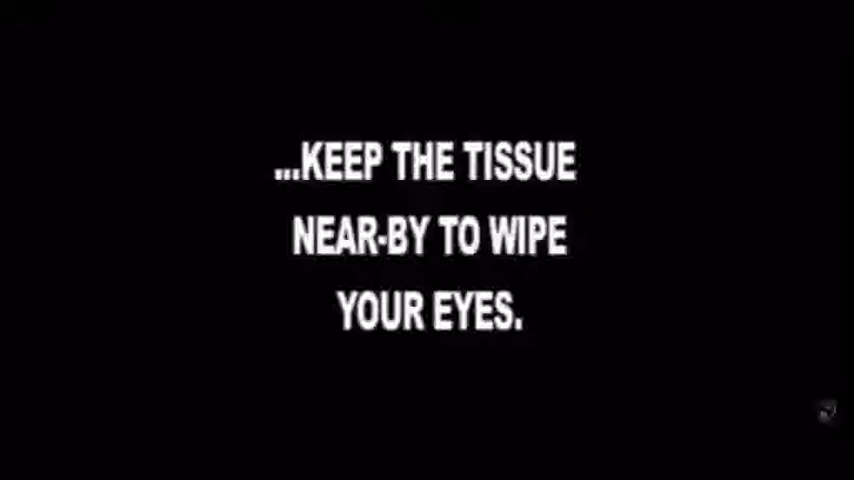 ...KEEP THE TISSUE
NEAR-BY TO WIPE
YOUR EYES.